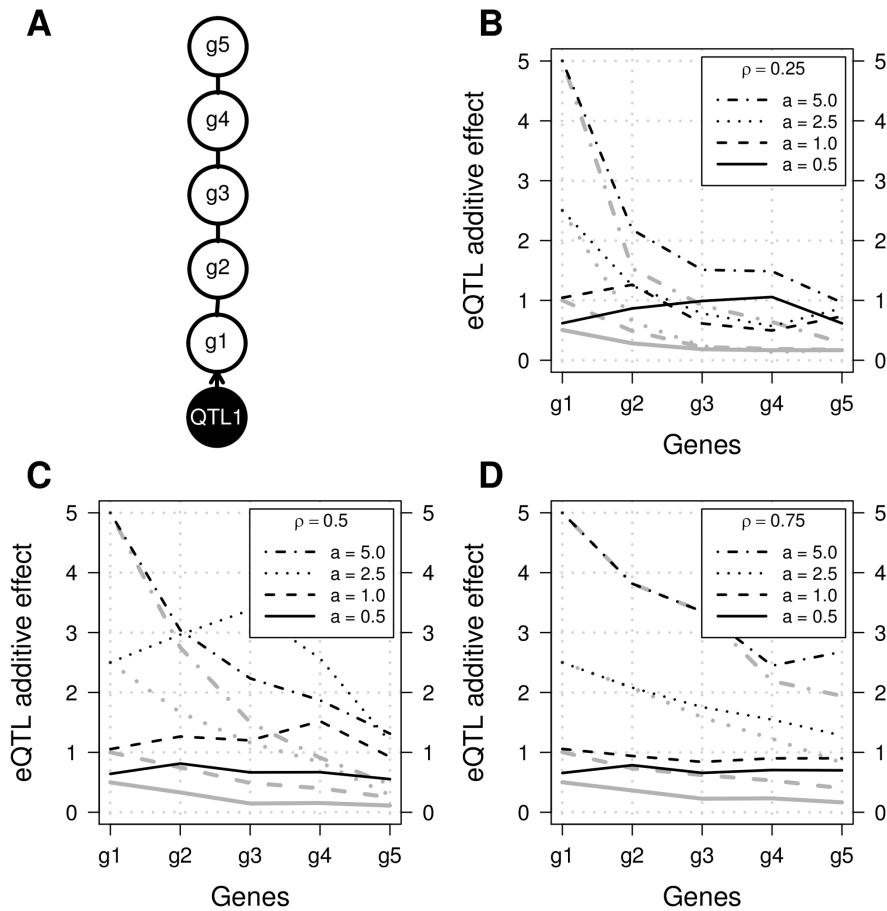 A
g5
g4
g3
g2
g1
QTL1
B
eQTL additive effect
5
4
3
2
1
0
ρ = 0.25
a = 5.0
a = 2.5
a = 1.0
a = 0.5
5
4
3
2
1
0
g1 g2 g3 g4 g5
Genes
C
eQTL additive effect
5
4
3
2
1
0
ρ = 0.5
a = 5.0
a = 2.5
a = 1.0
a = 0.5
5
4
3
2
1
0
g1 g2 g3 g4 g5
Genes
D
eQTL additive effect
5
4
3
2
1
0
ρ = 0.75
a = 5.0
a = 2.5
a = 1.0
a = 0.5
5
4
3
2
1
0
g1 g2 g3 g4 g5
Genes